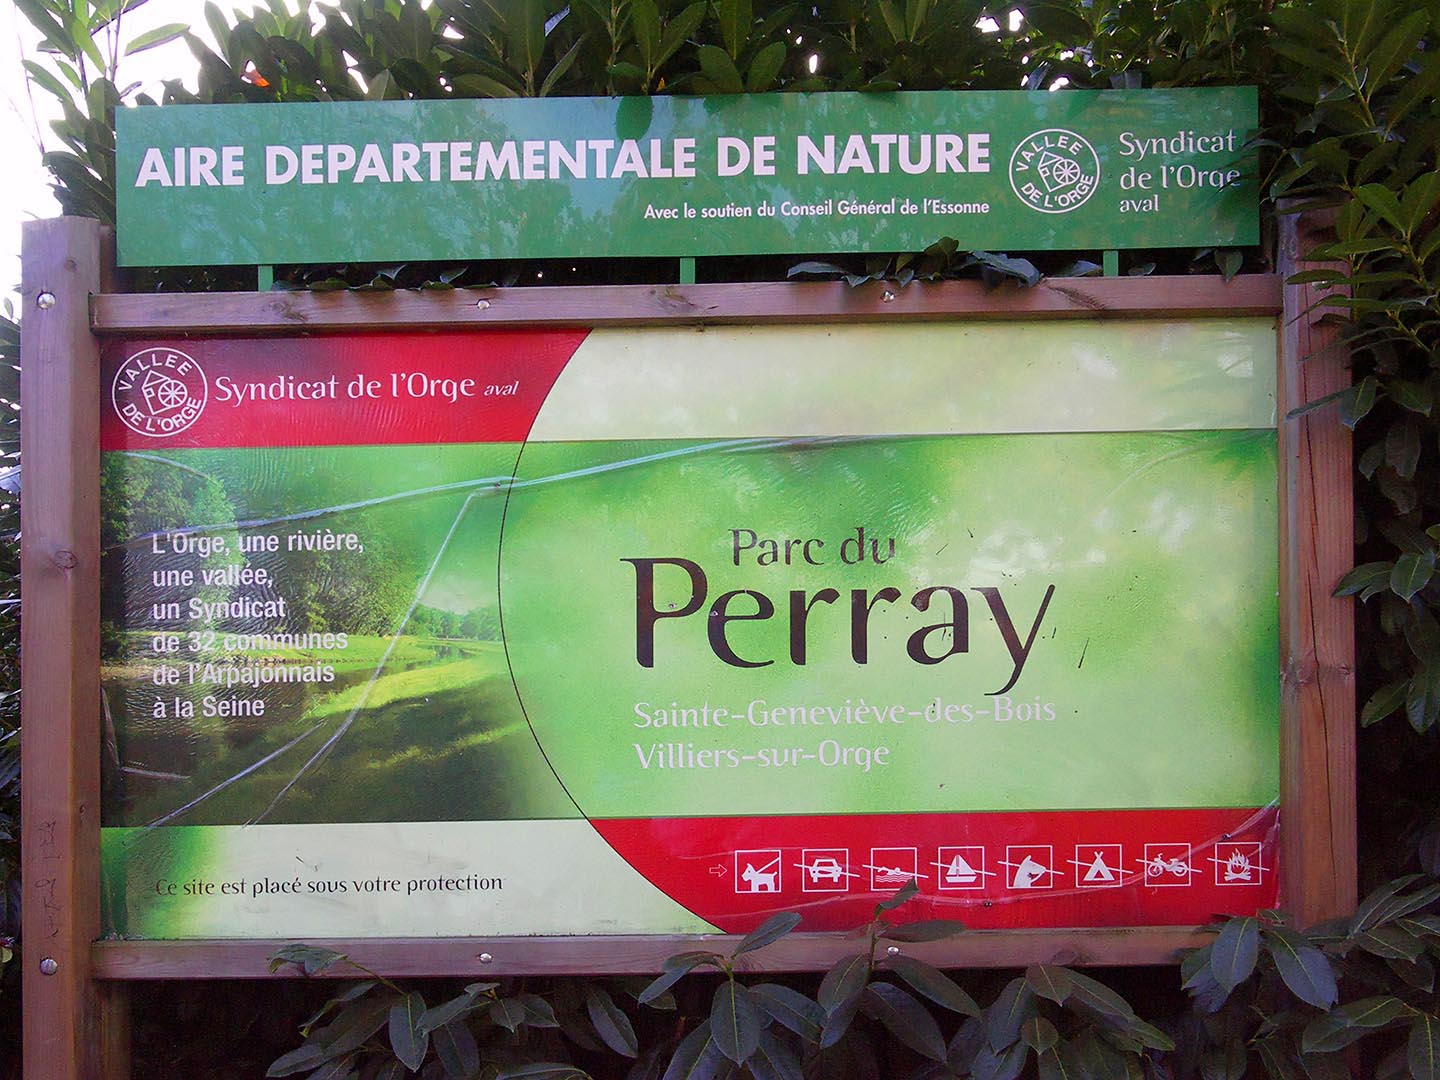 AIRE DEPARTEMENTALE DE NATURE
Avec le soutien du Conseil Général de l'Essonne
VALLEE
DE L'ORGE
Syndicat
de l'Orge
aval
VALLEE
DE L'ORGE
Syndicat de l'Orge aval
L'Orge, une rivière,
une vallée,
un Syndicat
de 32 communes
de l'Arpajonnais
à la Seine
Parc du
Perray
Sainte-Geneviève-des-Bois
Villiers-sur-Orge
Ce site est placé sous votre protection